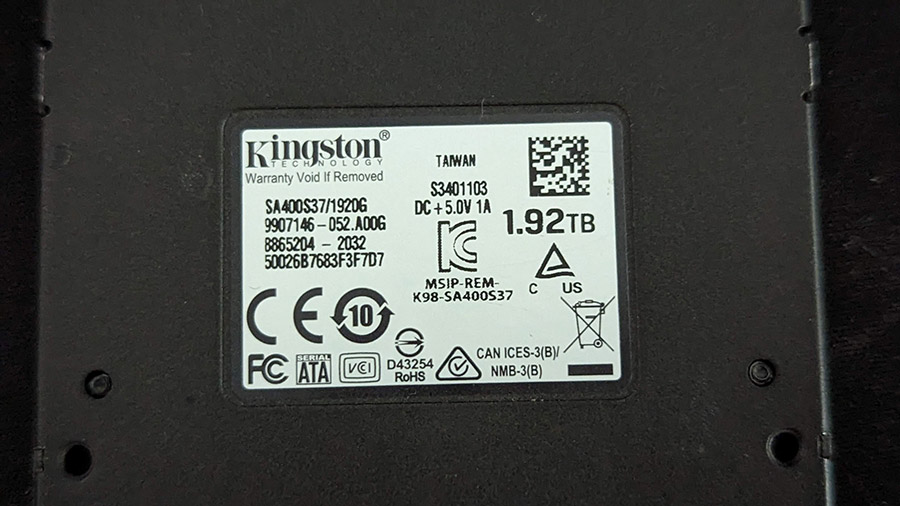 Kingston®
TECHNOLOGY
Warranty Void If Removed
SA400S37/1920G
9907146-052.A00G
8865204 - 2032
50026B7683F3F7D7
TAIWAN
S3401103
DC+5.0V 1A
1.92TB
MSIP-REM-
K98-SA400S37
C US
CE 10
FC SERIAL
ATA
VCI
D43254
RoHS
CAN ICES-3(B)/
NMB-3(B)